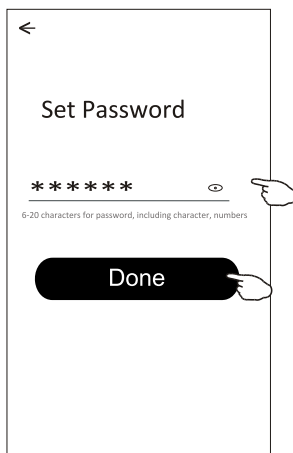 Set Password
******
6-20 characters for password, including character, numbers
Done